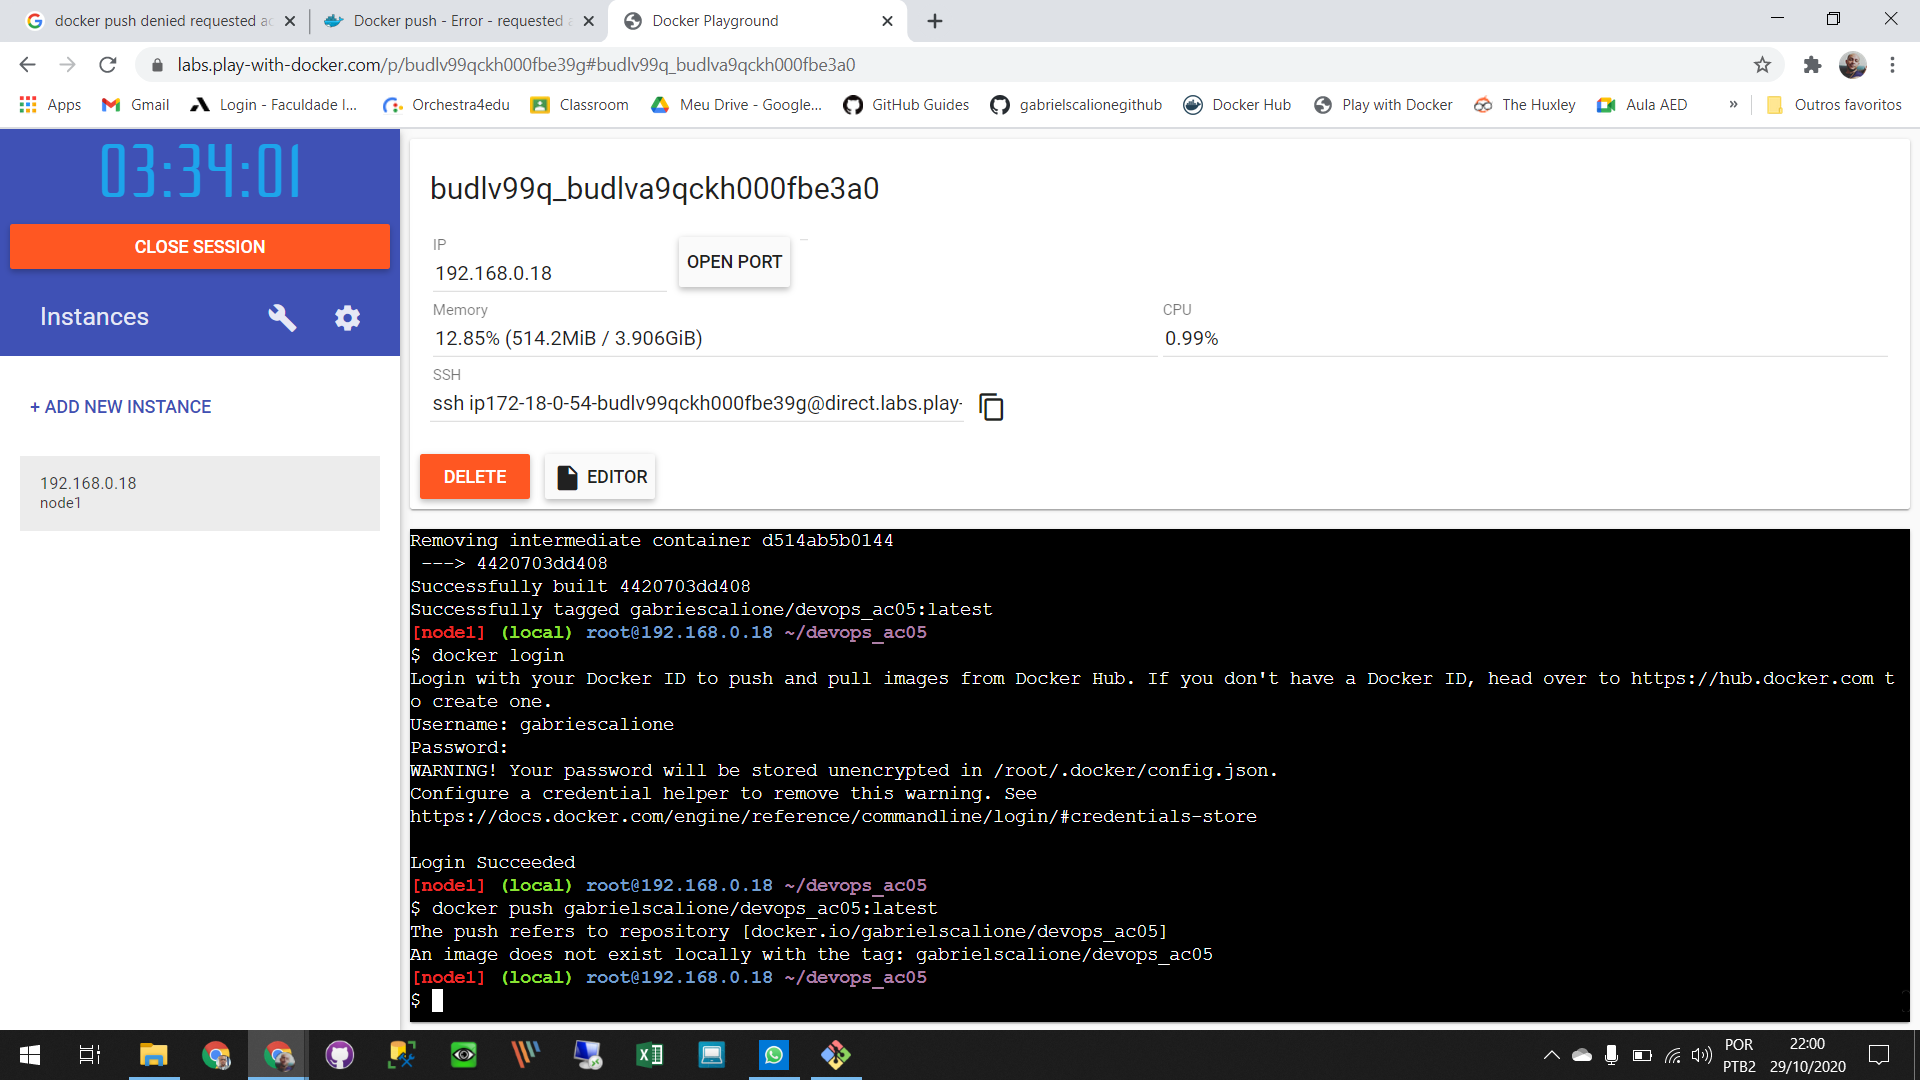 docker push denied requested ac
Docker push - Error - requested a
Docker Playground
labs.play-with-docker.com/p/budlv99qckh000fbe39g#budlv99q_budlva9qckh000fbe3a0
Apps
Gmail
Login - Faculdade I...
Orchestra4edu
Classroom
Meu Drive - Google...
GitHub Guides
gabrielscalionegithub
Docker Hub
Play with Docker
The Huxley
Aula AED
»
Outros favoritos
03:34:01
CLOSE SESSION
Instances
+ ADD NEW INSTANCE
192.168.0.18
node1
budlv99q_budlva9qckh000fbe3a0
IP
192.168.0.18
OPEN PORT
Memory
12.85% (514.2MiB / 3.906GiB)
CPU
0.99%
SSH
ssh ip172-18-0-54-budlv99qckh000fbe39g@direct.labs.play-
DELETE
EDITOR
Removing intermediate container d514ab5b0144
---> 4420703dd408
Successfully built 4420703dd408
Successfully tagged gabriescalione/devops_ac05:latest
[node1] (local) root@192.168.0.18 ~/devops_ac05
$ docker login
Login with your Docker ID to push and pull images from Docker Hub. If you don't have a Docker ID, head over to https://hub.docker.com t
o create one.
Username: gabriescalione
Password:
WARNING! Your password will be stored unencrypted in /root/.docker/config.json.
Configure a credential helper to remove this warning. See
https://docs.docker.com/engine/reference/commandline/login/#credentials-store
Login Succeeded
[node1] (local) root@192.168.0.18 ~/devops_ac05
$ docker push gabrielscalione/devops_ac05:latest
The push refers to repository [docker.io/gabrielscalione/devops_ac05]
An image does not exist locally with the tag: gabrielscalione/devops_ac05
[node1] (local) root@192.168.0.18 ~/devops_ac05
$
POR
PTB2
22:00
29/10/2020